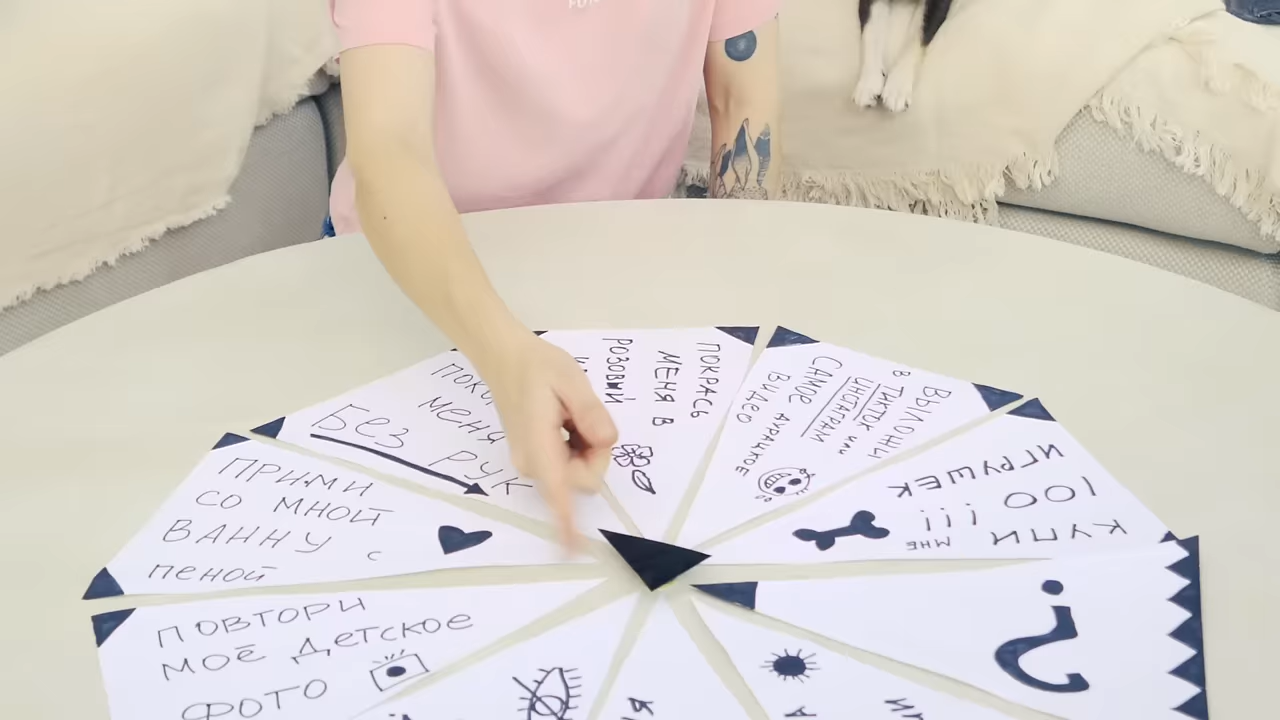 ПОВТОРИ
МОЁ ДЕТСКОЕ
ФОТО
ПРИМИ
СО МНОЙ
ВАННУ С
ПЕНОЙ
МЕНЯ
БЕЗ РУК
ПОКРАСЬ
МЕНЯ В
РОЗОВЫЙ
ВЫЛОЖИ
В ТИКТОК ИЛИ
ИНСТАГРАМ
САМОЕ ДУРАЦКОЕ
ВИДЕО
КУПИ МНЕ
100 !!!
ИГРУШЕК
?